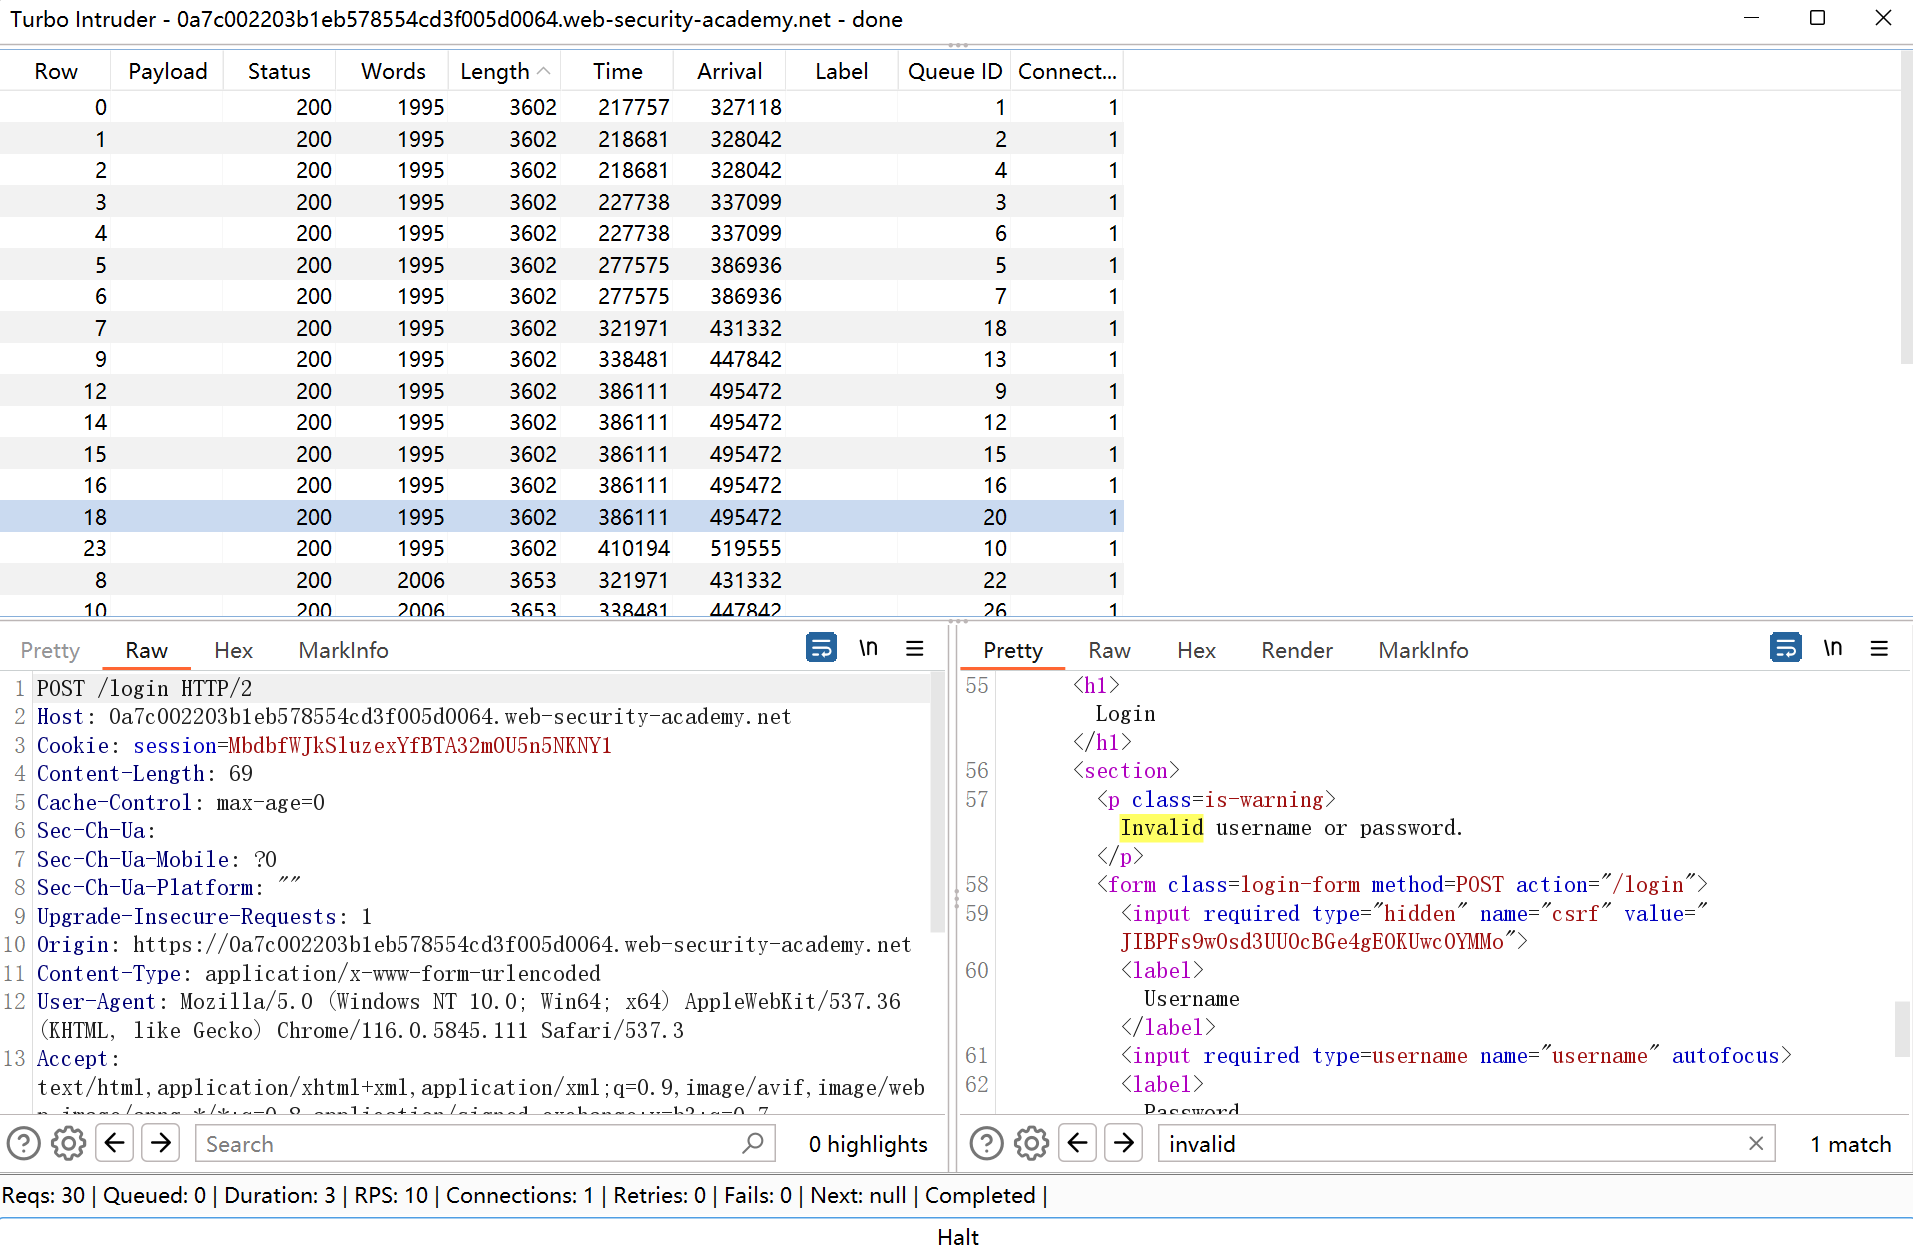 Turbo Intruder - 0a7c002203b1eb578554cd3f005d0064.web-security-academy.net - done
Row Payload Status Words Length Time Arrival Label Queue ID Connect...
0 200 1995 3602 217757 327118 1 1
1 200 1995 3602 218681 328042 2 1
2 200 1995 3602 218681 328042 4 1
3 200 1995 3602 227738 337099 3 1
4 200 1995 3602 227738 337099 6 1
5 200 1995 3602 277575 386936 5 1
6 200 1995 3602 277575 386936 7 1
7 200 1995 3602 321971 431332 18 1
9 200 1995 3602 338481 447842 13 1
12 200 1995 3602 386111 495472 9 1
14 200 1995 3602 386111 495472 12 1
15 200 1995 3602 386111 495472 15 1
16 200 1995 3602 386111 495472 16 1
18 200 1995 3602 386111 495472 20 1
23 200 1995 3602 410194 519555 10 1
8 200 2006 3653 321971 431332 22 1
10 200 2006 3653 338481 447842 26 1
Pretty Raw Hex MarkInfo \n
1 POST /login HTTP/2
2 Host: 0a7c002203b1eb578554cd3f005d0064.web-security-academy.net
3 Cookie: session=MbdbfWJkSluzexYfBTA32mOU5n5NKNY1
4 Content-Length: 69
5 Cache-Control: max-age=0
6 Sec-Ch-Ua:
7 Sec-Ch-Ua-Mobile: ?0
8 Sec-Ch-Ua-Platform: ""
9 Upgrade-Insecure-Requests: 1
10 Origin: https://0a7c002203b1eb578554cd3f005d0064.web-security-academy.net
11 Content-Type: application/x-www-form-urlencoded
12 User-Agent: Mozilla/5.0 (Windows NT 10.0; Win64; x64) AppleWebKit/537.36
(KHTML, like Gecko) Chrome/116.0.5845.111 Safari/537.3
13 Accept:
text/html,application/xhtml+xml,application/xml;q=0.9,image/avif,image/web
p,image/apng,*/*;q=0.8,application/signed-exchange;v=b3;q=0.7
Search 0 highlights
Pretty Raw Hex Render MarkInfo \n
55 <h1>
Login
</h1>
56 <section>
57 <p class=is-warning>
Invalid username or password.
</p>
58 <form class=login-form method=POST action="/login">
59 <input required type="hidden" name="csrf" value="
JIBPFs9wOsd3UUOcBGe4gEOKUwcOYMMo">
60 <label>
Username
</label>
61 <input required type=username name="username" autofocus>
62 <label>
Password
invalid 1 match
Reqs: 30 | Queued: 0 | Duration: 3 | RPS: 10 | Connections: 1 | Retries: 0 | Fails: 0 | Next: null | Completed |
Halt